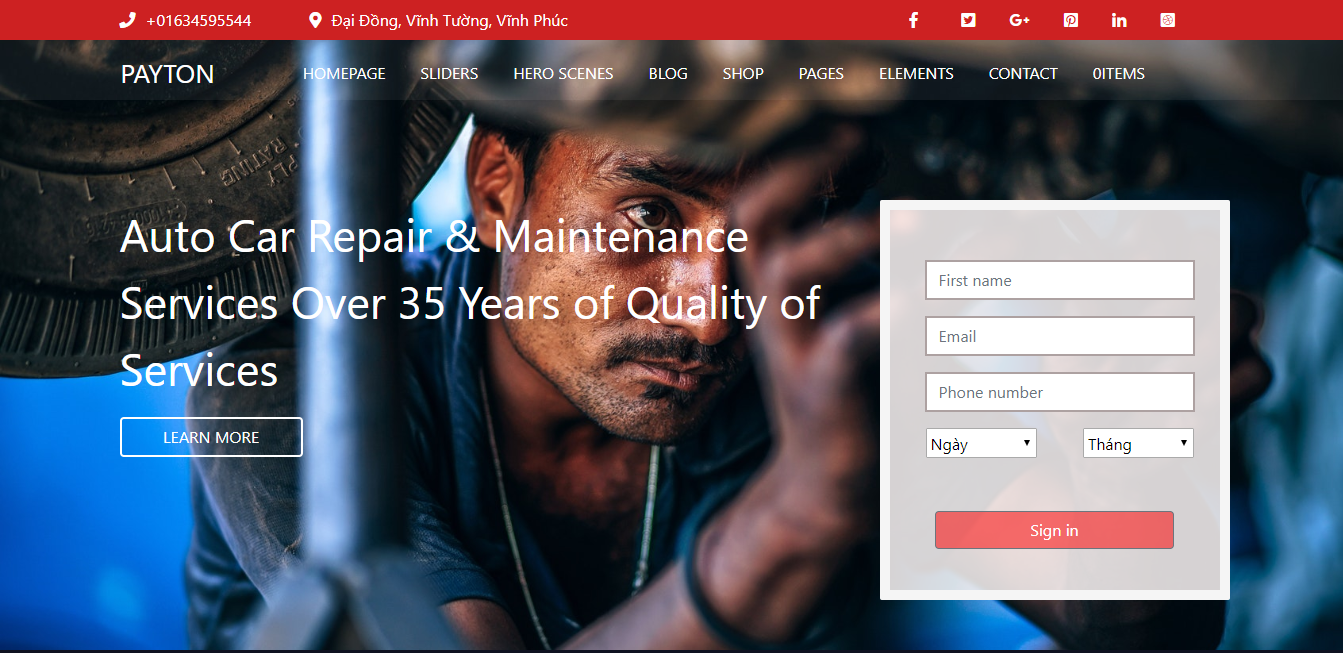 +01634595544 Đại Đồng, Vĩnh Tường, Vĩnh Phúc
PAYTON HOMEPAGE SLIDERS HERO SCENES BLOG SHOP PAGES ELEMENTS CONTACT 0ITEMS
PLY
RATING
Auto Car Repair & Maintenance
Services Over 35 Years of Quality of
Services
LEARN MORE
First name
Email
Phone number
Ngày Tháng
Sign in